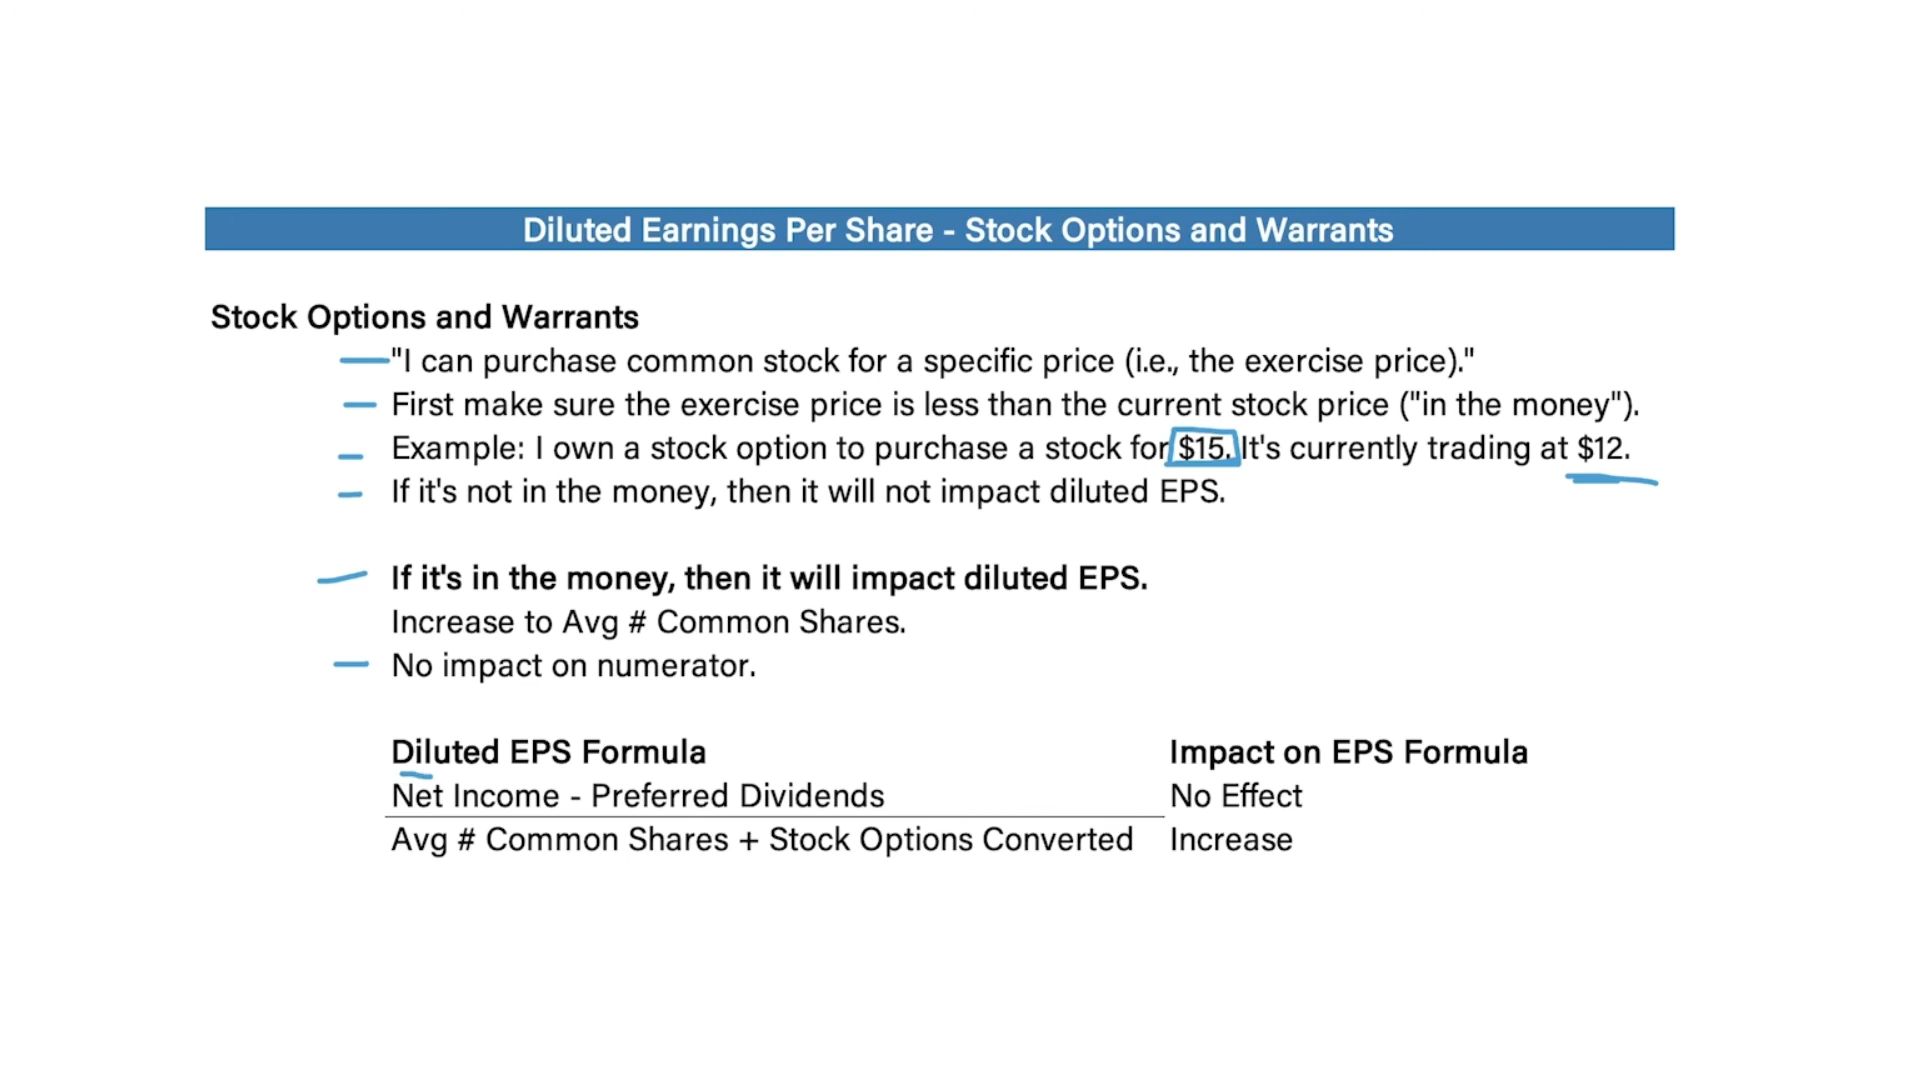 Diluted Earnings Per Share - Stock Options and Warrants
Stock Options and Warrants
"I can purchase common stock for a specific price (i.e., the exercise price)."
First make sure the exercise price is less than the current stock price ("in the money").
Example: I own a stock option to purchase a stock for $15. It's currently trading at $12.
If it's not in the money, then it will not impact diluted EPS.
If it's in the money, then it will impact diluted EPS.
Increase to Avg # Common Shares.
No impact on numerator.
Diluted EPS Formula Impact on EPS Formula
Net Income - Preferred Dividends No Effect
Avg # Common Shares + Stock Options Converted Increase